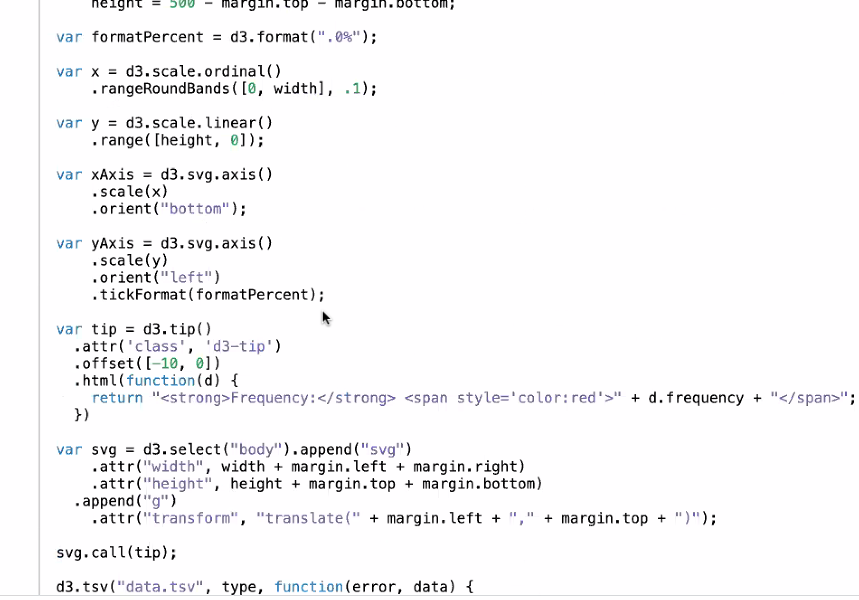 height = 500 - margin.top - margin.bottom;
var formatPercent = d3.format(".0%");
var x = d3.scale.ordinal()
.rangeRoundBands([0, width], .1);
var y = d3.scale.linear()
.range([height, 0]);
var xAxis = d3.svg.axis()
.scale(x)
.orient("bottom");
var yAxis = d3.svg.axis()
.scale(y)
.orient("left")
.tickFormat(formatPercent);
var tip = d3.tip()
.attr('class', 'd3-tip')
.offset([-10, 0])
.html(function(d) {
return "<strong>Frequency:</strong> <span style='color:red'>" + d.frequency + "</span>";
})
var svg = d3.select("body").append("svg")
.attr("width", width + margin.left + margin.right)
.attr("height", height + margin.top + margin.bottom)
.append("g")
.attr("transform", "translate(" + margin.left + "," + margin.top + ")");
svg.call(tip);
d3.tsv("data.tsv", type, function(error, data) {